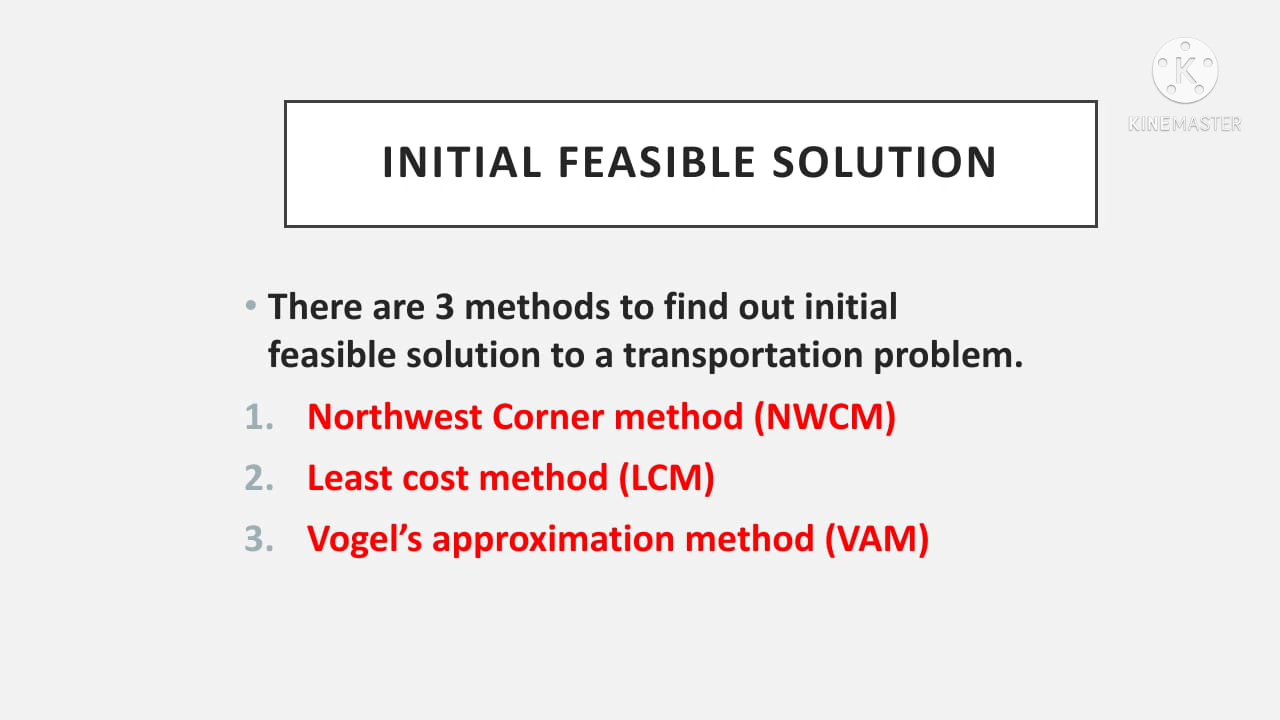 K
KINEMASTER
INITIAL FEASIBLE SOLUTION
• There are 3 methods to find out initial
feasible solution to a transportation problem.
1. Northwest Corner method (NWCM)
2. Least cost method (LCM)
3. Vogel’s approximation method (VAM)